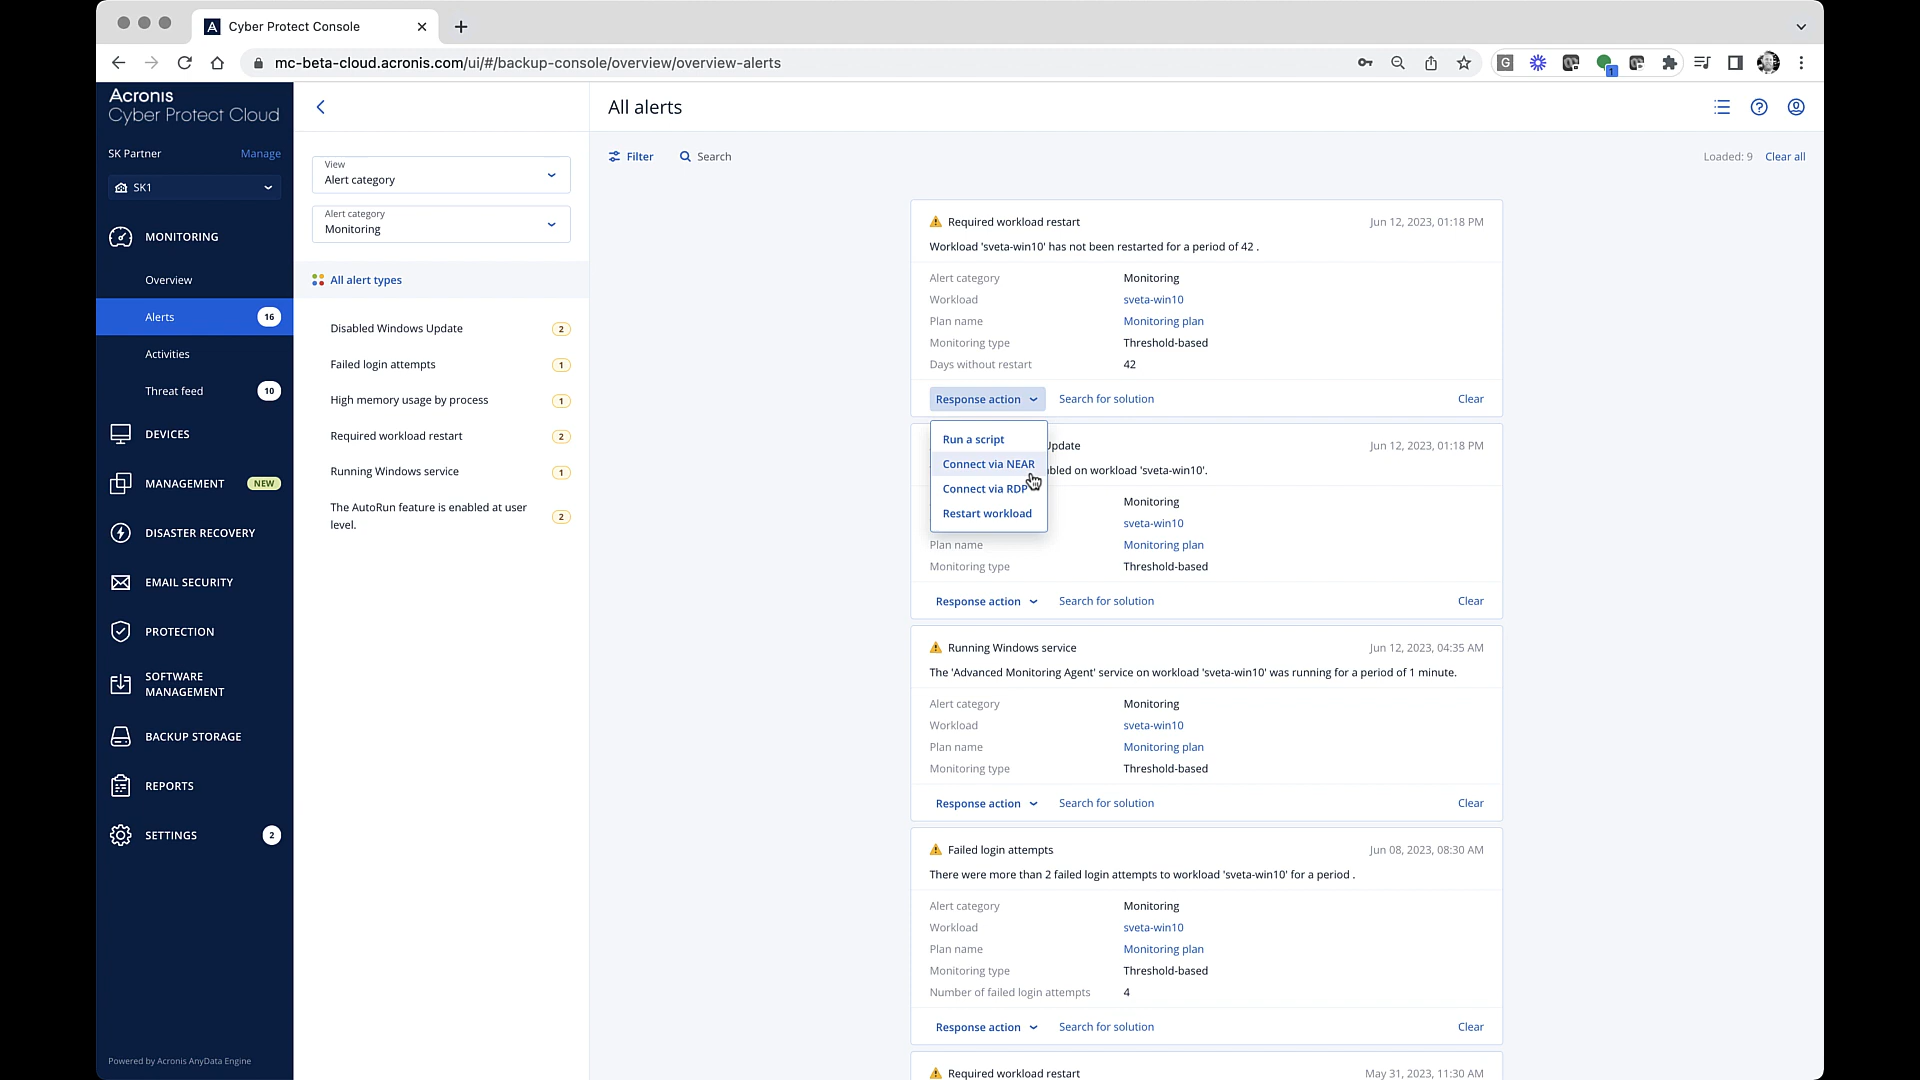 Cyber Protect Console
mc-beta-cloud.acronis.com/ui/#/backup-console/overview/overview-alerts
G
1
Acronis
Cyber Protect Cloud
SK Partner
Manage
SK1
MONITORING
Overview
Alerts
16
Activities
Threat feed
10
DEVICES
MANAGEMENT
NEW
DISASTER RECOVERY
EMAIL SECURITY
PROTECTION
SOFTWARE
MANAGEMENT
BACKUP STORAGE
REPORTS
SETTINGS
2
Powered by Acronis AnyData Engine
View
Alert category
Alert category
Monitoring
All alert types
Disabled Windows Update
2
Failed login attempts
1
High memory usage by process
1
Required workload restart
2
Running Windows service
1
The AutoRun feature is enabled at user
level.
2
All alerts
Filter
Search
Loaded: 9
Clear all
Required workload restart
Jun 12, 2023, 01:18 PM
Workload 'sveta-win10' has not been restarted for a period of 42 .
Alert category
Monitoring
Workload
sveta-win10
Plan name
Monitoring plan
Monitoring type
Threshold-based
Days without restart
42
Response action
Search for solution
Clear
Run a script
Connect via NEAR
Connect via RDP
Restart workload
Update
Jun 12, 2023, 01:18 PM
bled on workload 'sveta-win10'.
Monitoring
sveta-win10
Plan name
Monitoring plan
Monitoring type
Threshold-based
Response action
Search for solution
Clear
Running Windows service
Jun 12, 2023, 04:35 AM
The 'Advanced Monitoring Agent' service on workload 'sveta-win10' was running for a period of 1 minute.
Alert category
Monitoring
Workload
sveta-win10
Plan name
Monitoring plan
Monitoring type
Threshold-based
Response action
Search for solution
Clear
Failed login attempts
Jun 08, 2023, 08:30 AM
There were more than 2 failed login attempts to workload 'sveta-win10' for a period .
Alert category
Monitoring
Workload
sveta-win10
Plan name
Monitoring plan
Monitoring type
Threshold-based
Number of failed login attempts
4
Response action
Search for solution
Clear
Required workload restart
May 31, 2023, 11:30 AM